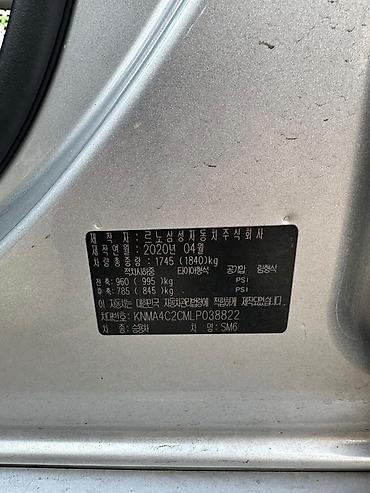 제 작 자 : 르노삼성자동차주식회사
제작연월 : 2020년 04월
차량 총중량 : 1745 (1840)kg
적차시하중 타이어형식 공기압 림형식
전 축: 960 ( 995)kg PSI
후 축: 785 ( 845)kg PSI
이 자동차는 대한민국 자동차관리법령에 적합하게 제작되었음
차대번호: KNMA4C2CMLP038822
차 종: 승용차 차 명: SM6